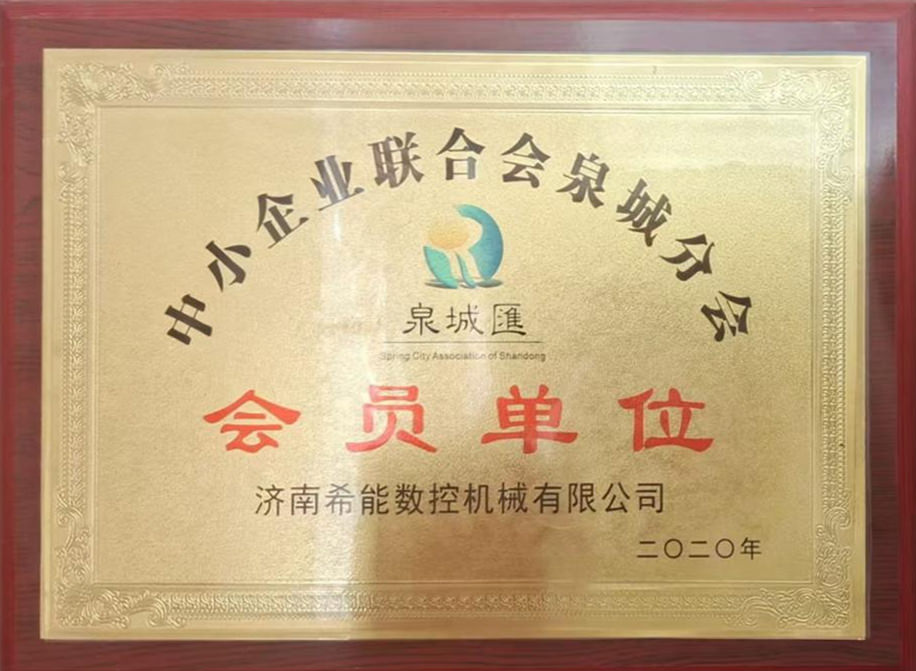 中小企业联合会泉城分会
泉城匯
Spring City Association of Shandong
会员单位
济南希能数控机械有限公司
二〇二〇年